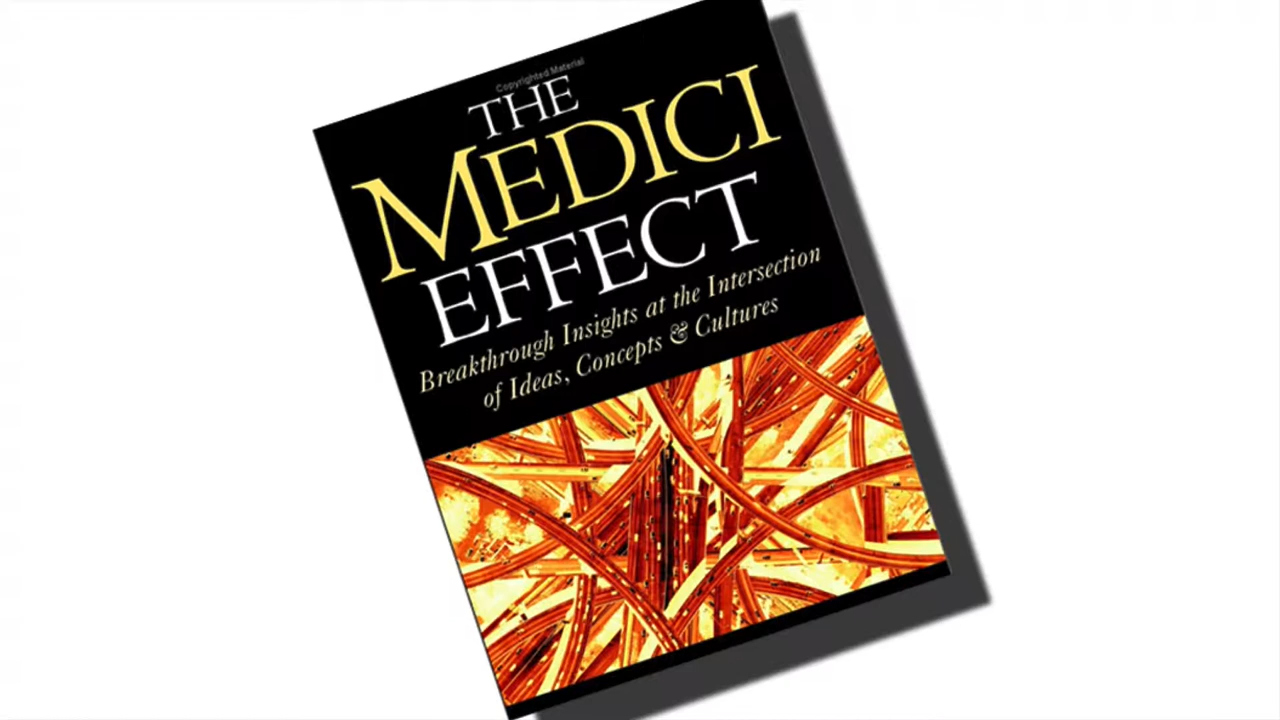 Copyrighted Material
THE
MEDICI
EFFECT
Breakthrough Insights at the Intersection
of Ideas, Concepts & Cultures